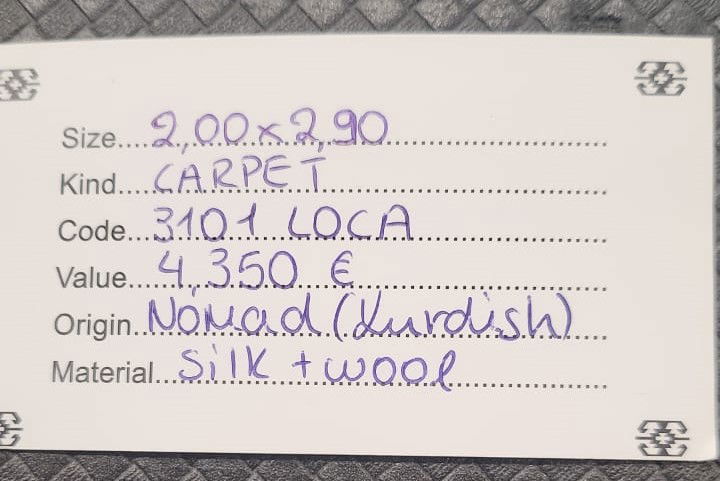 Size....2,00x2,90
Kind....CARPET
Code...3101 LOCA
Value...4.350 €
Origin..Nomad (Kurdish)
Material...Silk + wool